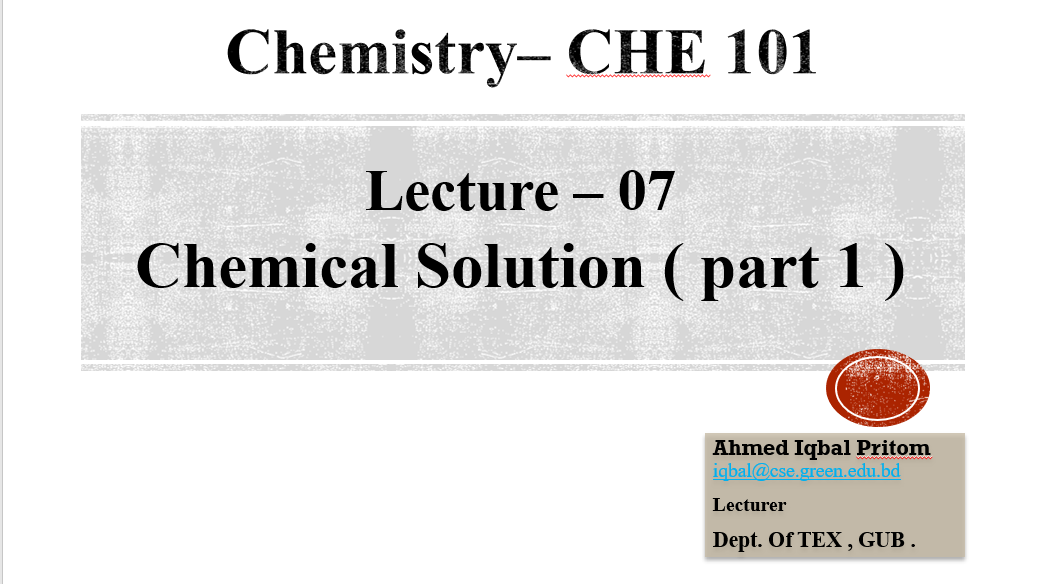 Chemistry– CHE 101
Lecture – 07
Chemical Solution ( part 1 )
Ahmed Iqbal Pritom
iqbal@cse.green.edu.bd
Lecturer
Dept. Of TEX , GUB .